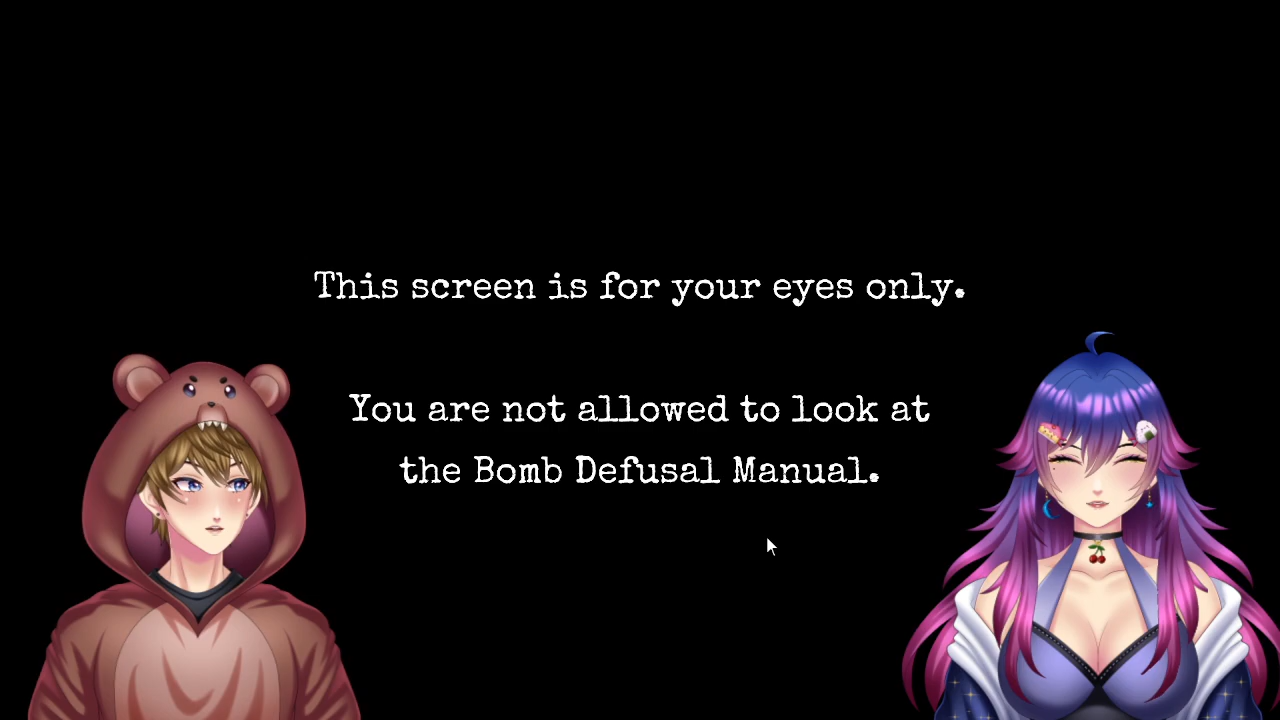 This screen is for your eyes only.
You are not allowed to look at
the Bomb Defusal Manual.